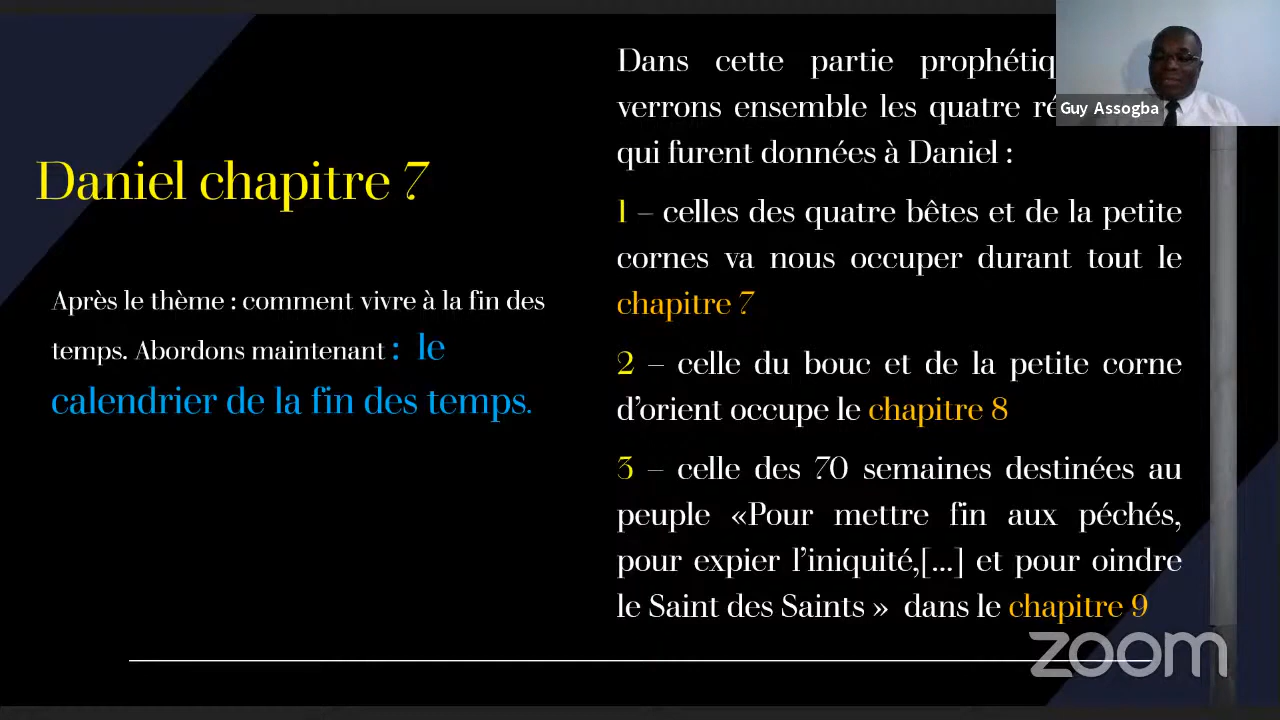 Daniel chapitre 7
Après le thème : comment vivre à la fin des
temps. Abordons maintenant : le
calendrier de la fin des temps.
Dans cette partie
verrons ensemble les quatre
qui furent données à Daniel :
1 – celles des quatre bêtes et de la petite
cornes va nous occuper durant tout le
chapitre 7
2 – celle du bouc et de la petite corne
d’orient occupe le chapitre 8
3 – celle des 70 semaines destinées au
peuple «Pour mettre fin aux péchés,
pour expier l’iniquité,[...] et pour oindre
le Saint des Saints » dans le chapitre 9
Guy Assogba
zoom